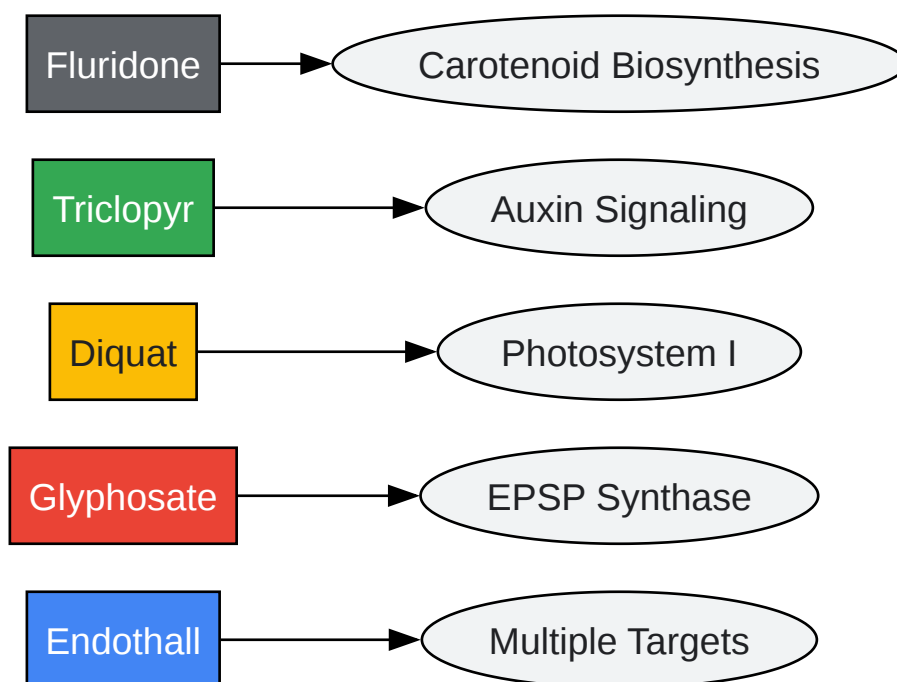 Fluridone
Carotenoid Biosynthesis
Triclopyr
Auxin Signaling
Diquat
Photosystem I
Glyphosate
EPSP Synthase
Endothall
Multiple Targets